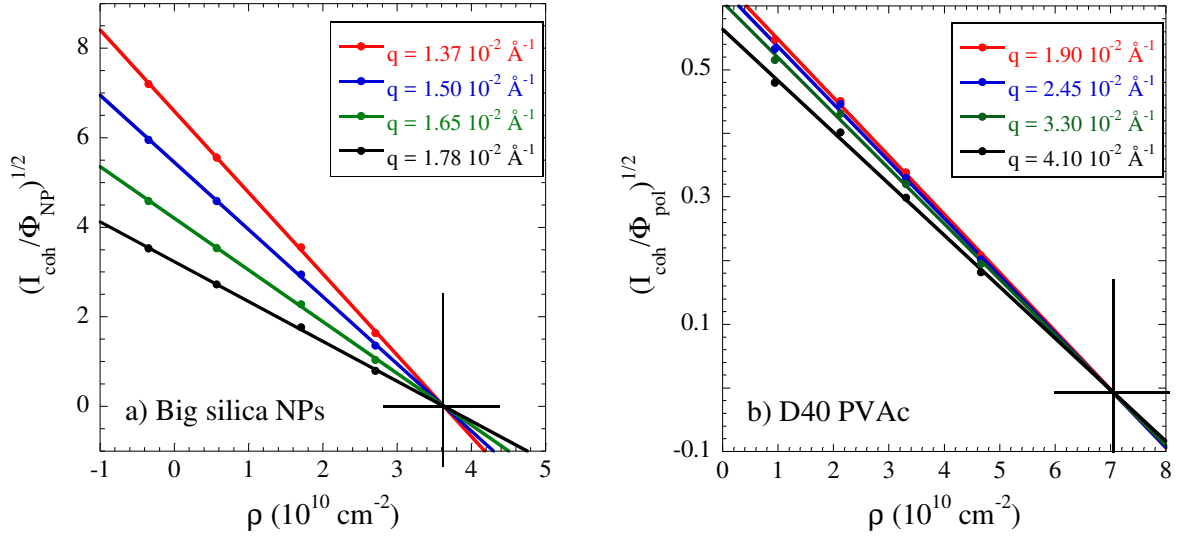 8
6
4
2
0
-1 0 1 2 3 4 5
(I_coh/Φ_NP)^1/2
ρ (10^10 cm^-2)
q = 1.37 10^-2 Å^-1
q = 1.50 10^-2 Å^-1
q = 1.65 10^-2 Å^-1
q = 1.78 10^-2 Å^-1
a) Big silica NPs
0.5
0.3
0.1
-0.1
0 1 2 3 4 5 6 7 8
(I_coh/Φ_pol)^1/2
ρ (10^10 cm^-2)
q = 1.90 10^-2 Å^-1
q = 2.45 10^-2 Å^-1
q = 3.30 10^-2 Å^-1
q = 4.10 10^-2 Å^-1
b) D40 PVAc